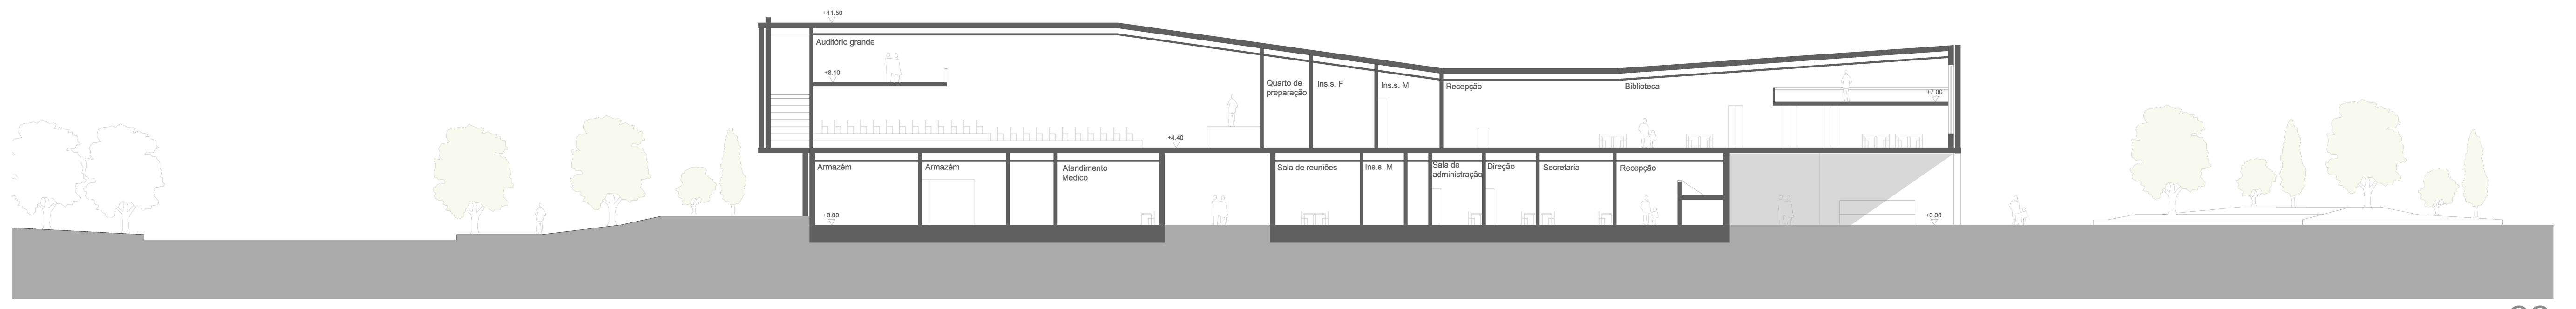 +11.50
Auditório grande
+8.10
Quarto de
preparação
Ins.s. F
Ins.s. M
Recepção
Biblioteca
+7.00
+4.40
Armazém
Armazém
Atendimento
Medico
Sala de reuniões
Ins.s. M
Sala de
administração
Direção
Secretaria
Recepção
+0.00
+0.00